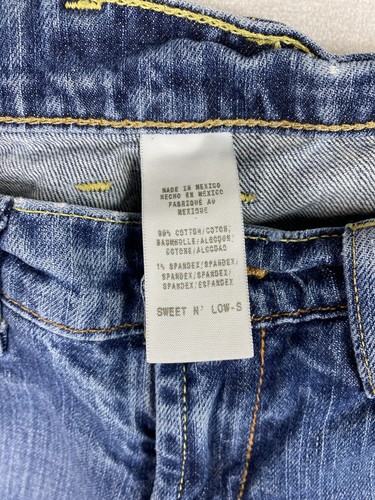 MADE IN MEXICO
HECHO EN MÉXICO
FABRIQUE AU
MEXIQUE
99% COTTON/COTON/
BAUMWOLLE/ALGODON/
COTONE/ALGODAO
1% SPANDEX/SPANDEX/
SPANDEX/SPANDEX/
SPANDEX/ESPANDEX
SWEET N' LOW-S